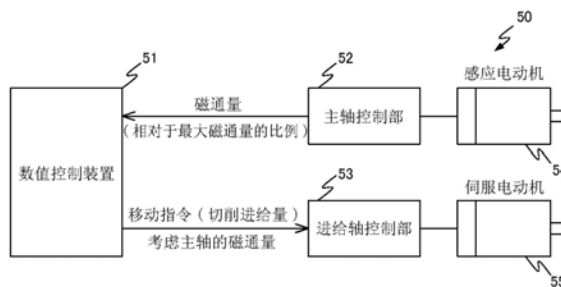 50
51
52
感应电动机
磁通量
(相对于最大磁通量的比例)
主轴控制部
54
数值控制装置
53
伺服电动机
移动指令(切削进给量)
考虑主轴的磁通量
进给轴控制部
55